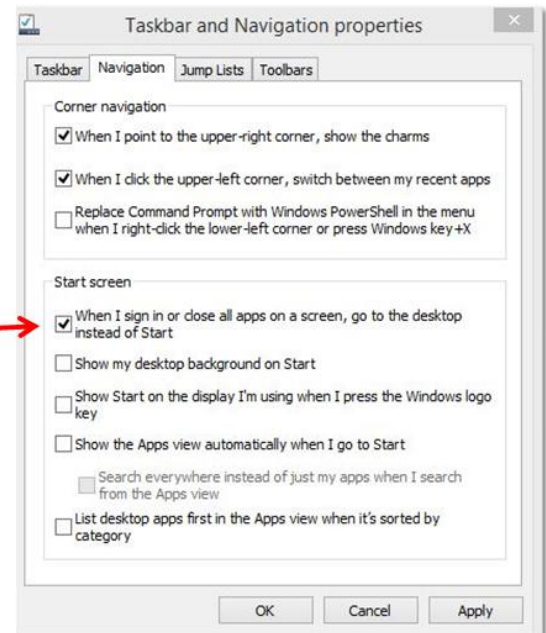 Taskbar and Navigation properties
Taskbar Navigation Jump Lists Toolbars
Corner navigation
When I point to the upper-right corner, show the charms
When I click the upper-left corner, switch between my recent apps
Replace Command Prompt with Windows PowerShell in the menu
when I right-click the lower-left corner or press Windows key+X
Start screen
When I sign in or close all apps on a screen, go to the desktop
instead of Start
Show my desktop background on Start
Show Start on the display I'm using when I press the Windows logo
key
Show the Apps view automatically when I go to Start
Search everywhere instead of just my apps when I search
from the Apps view
List desktop apps first in the Apps view when it's sorted by
category
OK Cancel Apply